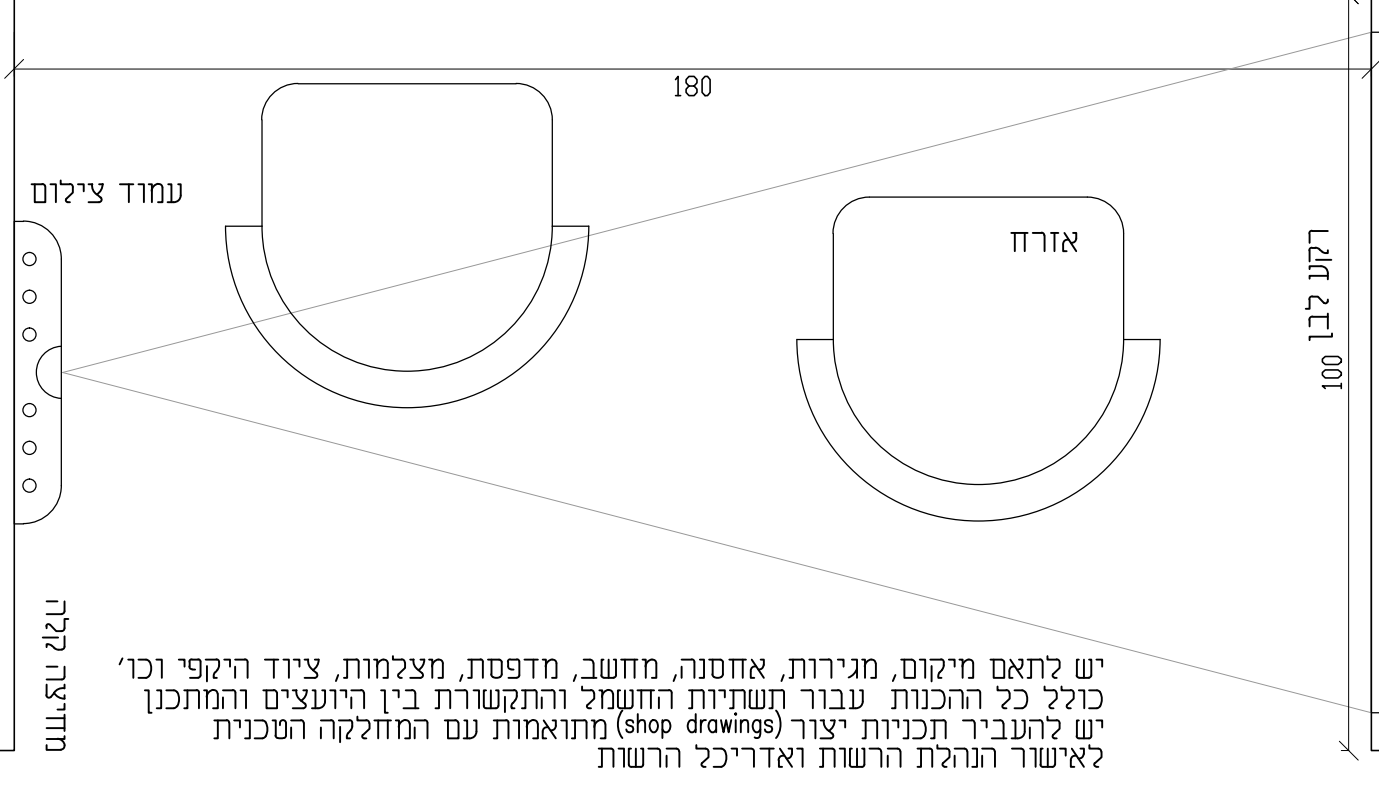 180
עמוד צילום
אזרח
רקע לבן
100
מחיצה קלה
יש לתאם מיקום, מגירות, אחסנה, מחשב, מדפסת, מצלמות, ציוד היקפי וכו'
כולל כל ההכנות עבור תשתיות החשמל והתקשורת בין היועצים והמתכנן
יש להעביר תכניות יצור (shop drawings) מתואמות עם המחלקה הטכנית
לאישור הנהלת הרשות ואדריכל הרשות